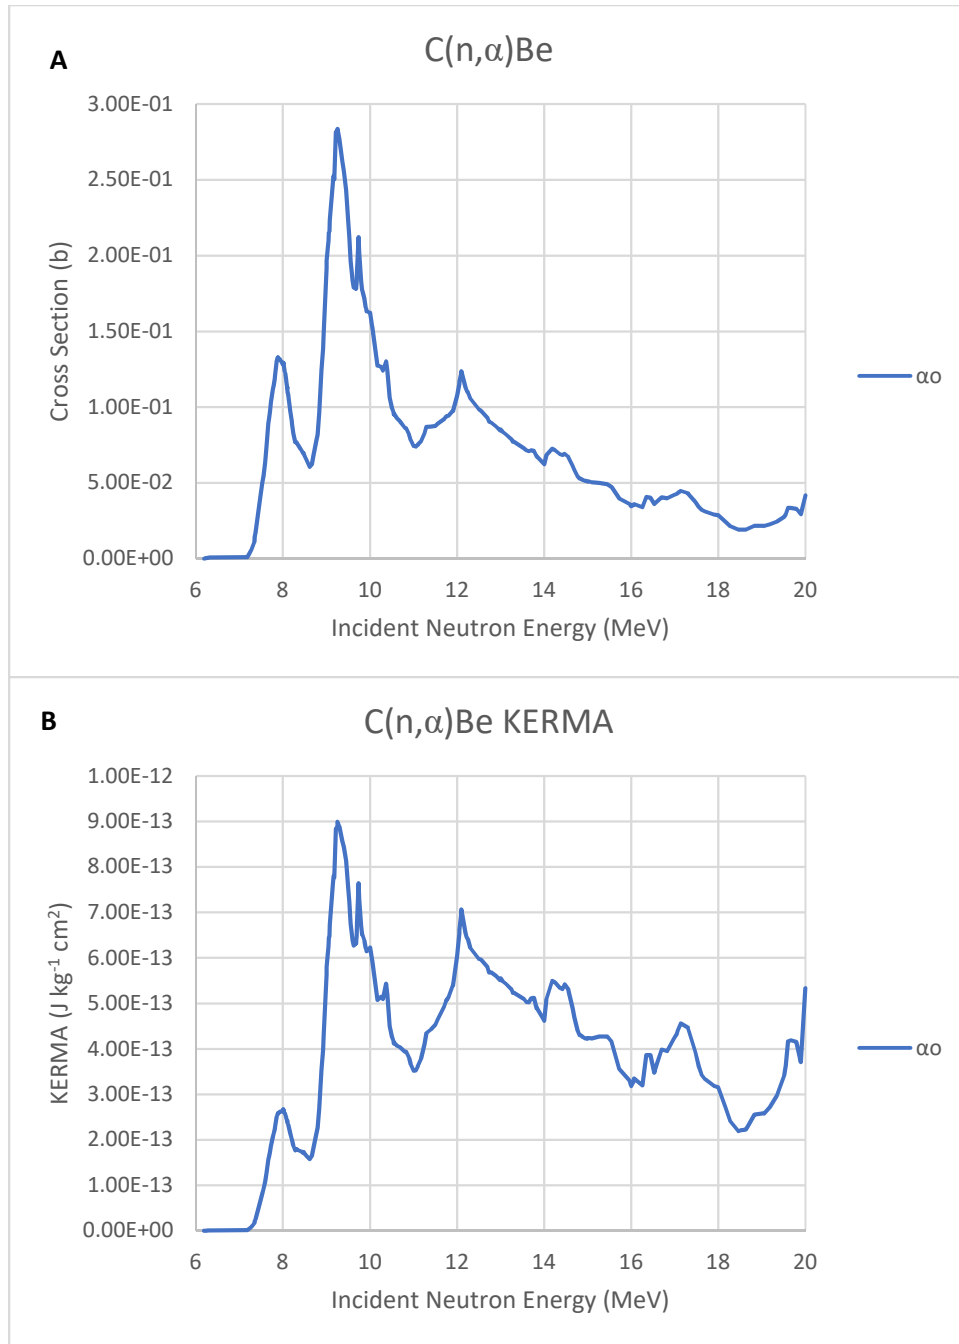 A
C(n,α)Be
3.00E-01
2.50E-01
2.00E-01
1.50E-01
1.00E-01
5.00E-02
0.00E+00
Cross Section (b)
6 8 10 12 14 16 18 20
Incident Neutron Energy (MeV)
αo
B
C(n,α)Be KERMA
1.00E-12
9.00E-13
8.00E-13
7.00E-13
6.00E-13
5.00E-13
4.00E-13
3.00E-13
2.00E-13
1.00E-13
0.00E+00
KERMA (J kg⁻¹ cm²)
6 8 10 12 14 16 18 20
Incident Neutron Energy (MeV)
αo